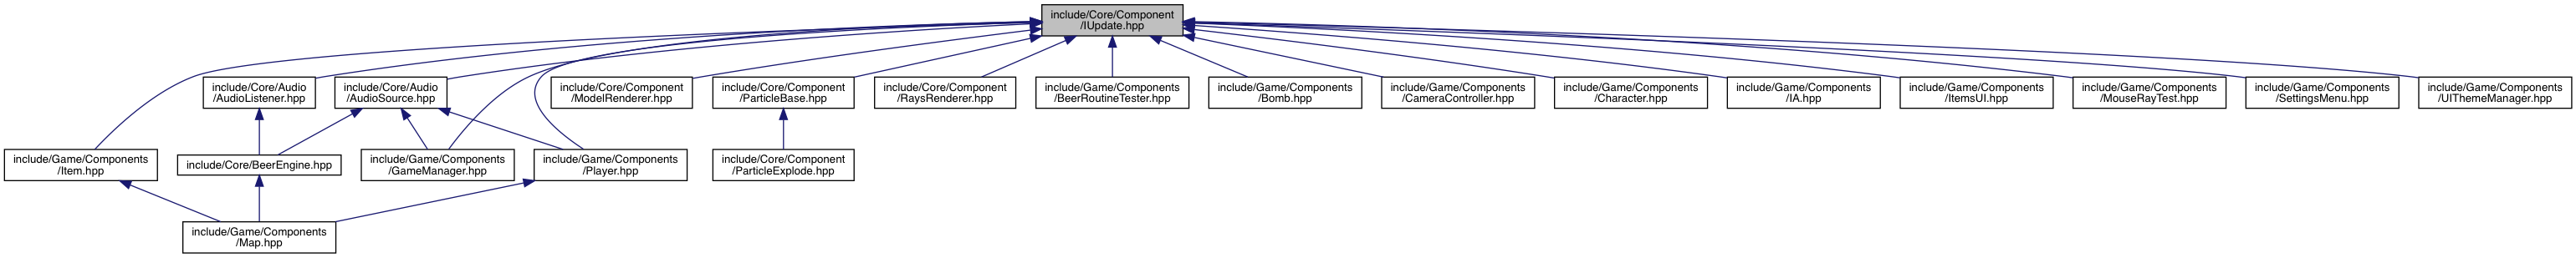 include/Core/Component
/IUpdate.hpp
include/Core/Audio
/AudioListener.hpp
include/Core/Audio
/AudioSource.hpp
include/Core/Component
/ModelRenderer.hpp
include/Core/Component
/ParticleBase.hpp
include/Core/Component
/RaysRenderer.hpp
include/Game/Components
/BeerRoutineTester.hpp
include/Game/Components
/Bomb.hpp
include/Game/Components
/CameraController.hpp
include/Game/Components
/Character.hpp
include/Game/Components
/IA.hpp
include/Game/Components
/ItemsUI.hpp
include/Game/Components
/MouseRayTest.hpp
include/Game/Components
/SettingsMenu.hpp
include/Game/Components
/UIThemeManager.hpp
include/Game/Components
/Item.hpp
include/Core/BeerEngine.hpp
include/Game/Components
/GameManager.hpp
include/Game/Components
/Player.hpp
include/Core/Component
/ParticleExplode.hpp
include/Game/Components
/Map.hpp